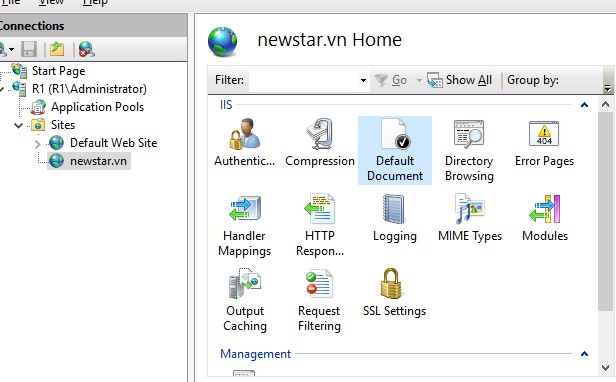 File View Help
Connections
Start Page
R1 (R1\Administrator)
Application Pools
Sites
Default Web Site
newstar.vn
newstar.vn Home
Filter: Go Show All Group by:
IIS
Authentic... Compression Default Document Directory Browsing Error Pages
404
Handler Mappings HTTP Respon... Logging MIME Types Modules
Output Caching Request Filtering SSL Settings
Management